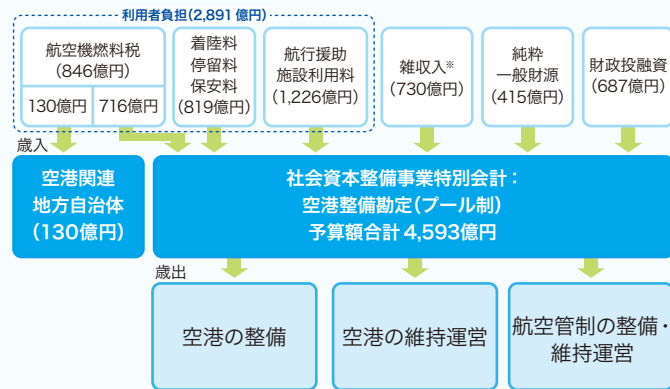 利用者負担(2,891億円)
航空機燃料税
(846億円)
130億円
716億円
着陸料
停留料
保安料
(819億円)
航行援助
施設利用料
(1,226億円)
雑収入※
(730億円)
純粋
一般財源
(415億円)
財政投融資
(687億円)
歳入
空港関連
地方自治体
(130億円)
社会資本整備事業特別会計：
空港整備勘定(プール制)
予算額合計 4,593億円
歳出
空港の整備
空港の維持運営
航空管制の整備・
維持運営